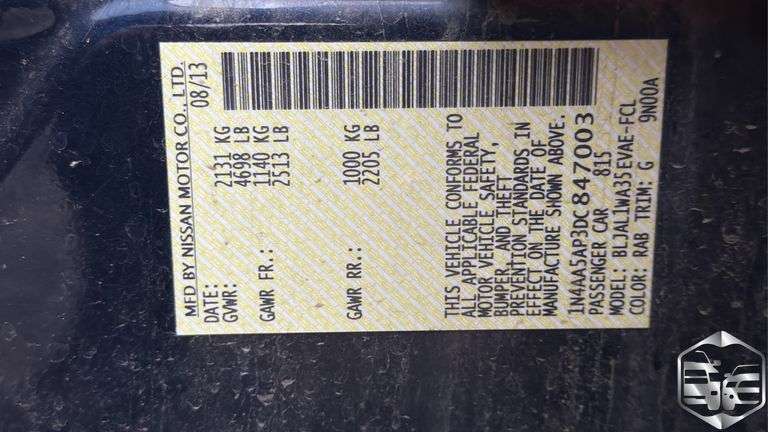 MFD BY NISSAN MOTOR CO., LTD.
DATE: 08/13
GVWR: 2131 KG
4698 LB
GAWR FR.: 1140 KG
2513 LB
GAWR RR.: 1000 KG
2205 LB
THIS VEHICLE CONFORMS TO
ALL APPLICABLE FEDERAL
MOTOR VEHICLE SAFETY,
BUMPER, AND THEFT
PREVENTION STANDARDS IN
EFFECT ON THE DATE OF
MANUFACTURE SHOWN ABOVE.
1N4AA5AP3DC847003
PASSENGER CAR 815
MODEL: BLJAL1WA35EVAE-FCL
COLOR: RAB TRIM: G 9N00A